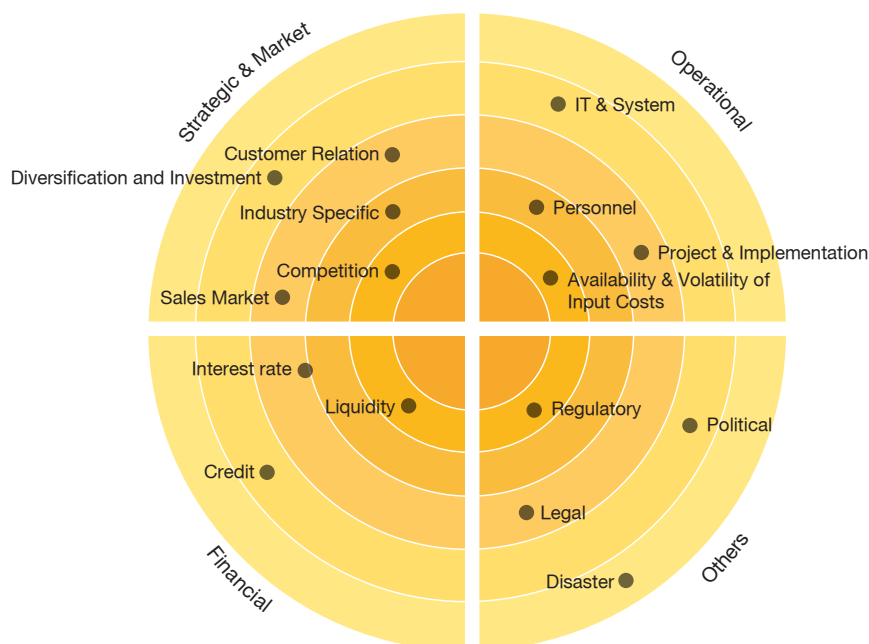 Strategic & Market
Operational
IT & System
Customer Relation
Diversification and Investment
Industry Specific
Personnel
Project & Implementation
Competition
Availability & Volatility of
Input Costs
Sales Market
Interest rate
Liquidity
Regulatory
Political
Credit
Legal
Disaster
Financial
Others